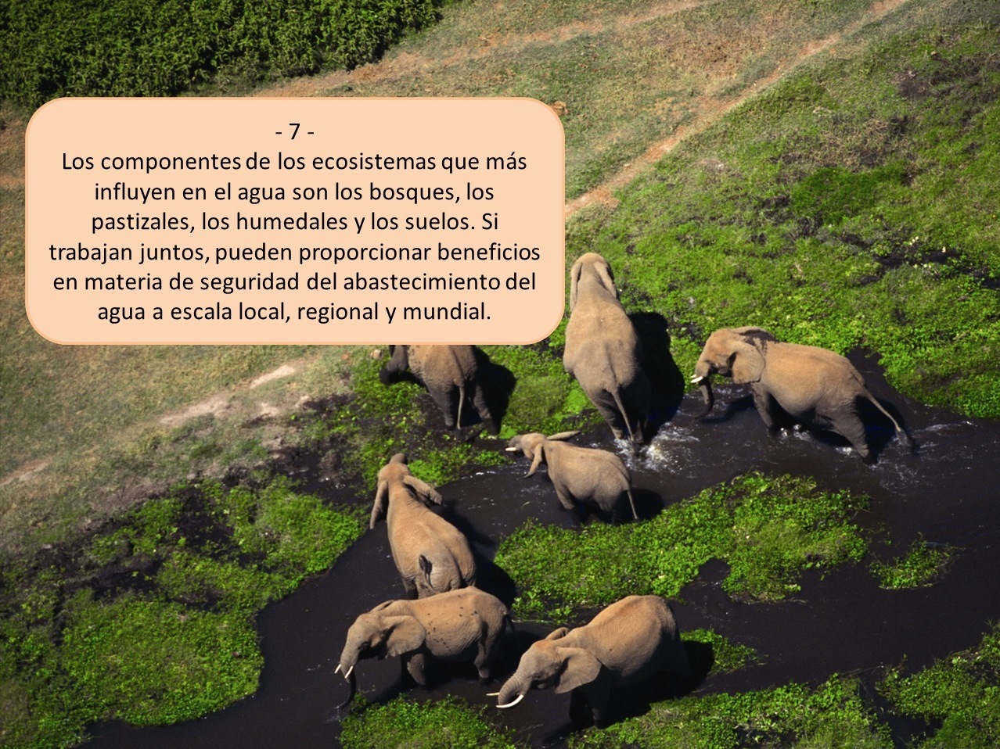 - 7 -
Los componentes de los ecosistemas que más
influyen en el agua son los bosques, los
pastizales, los humedales y los suelos. Si
trabajan juntos, pueden proporcionar beneficios
en materia de seguridad del abastecimiento del
agua a escala local, regional y mundial.